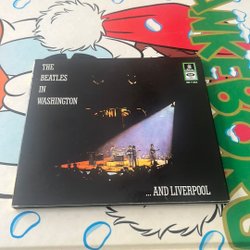 THE
BEATLES
IN
WASHINGTON
...AND LIVERPOOL